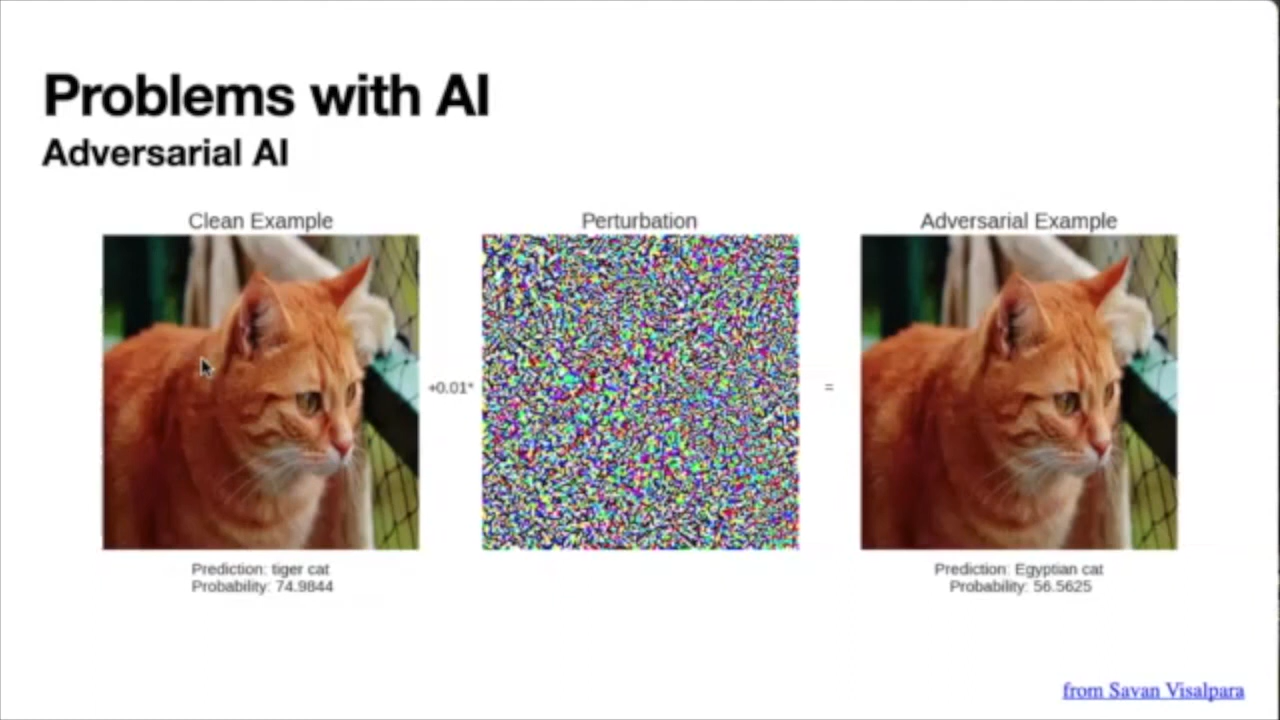 Problems with AI
Adversarial AI
Clean Example
Perturbation
Adversarial Example
+0.01*
=
Prediction: tiger cat
Probability: 74.9844
Prediction: Egyptian cat
Probability: 56.5625
from Savan Visalpara